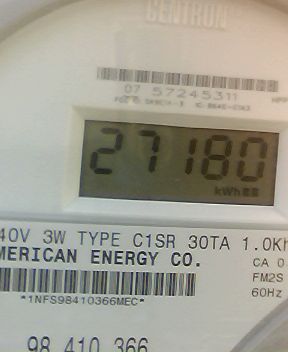 CENTRON
07 57245311
27180
kWh
40V 3W TYPE C1SR 30TA 1.0Kh
MERICAN ENERGY CO.
CA 0
FM2S
60Hz
*1NFS98410366MEC*
98 410 366